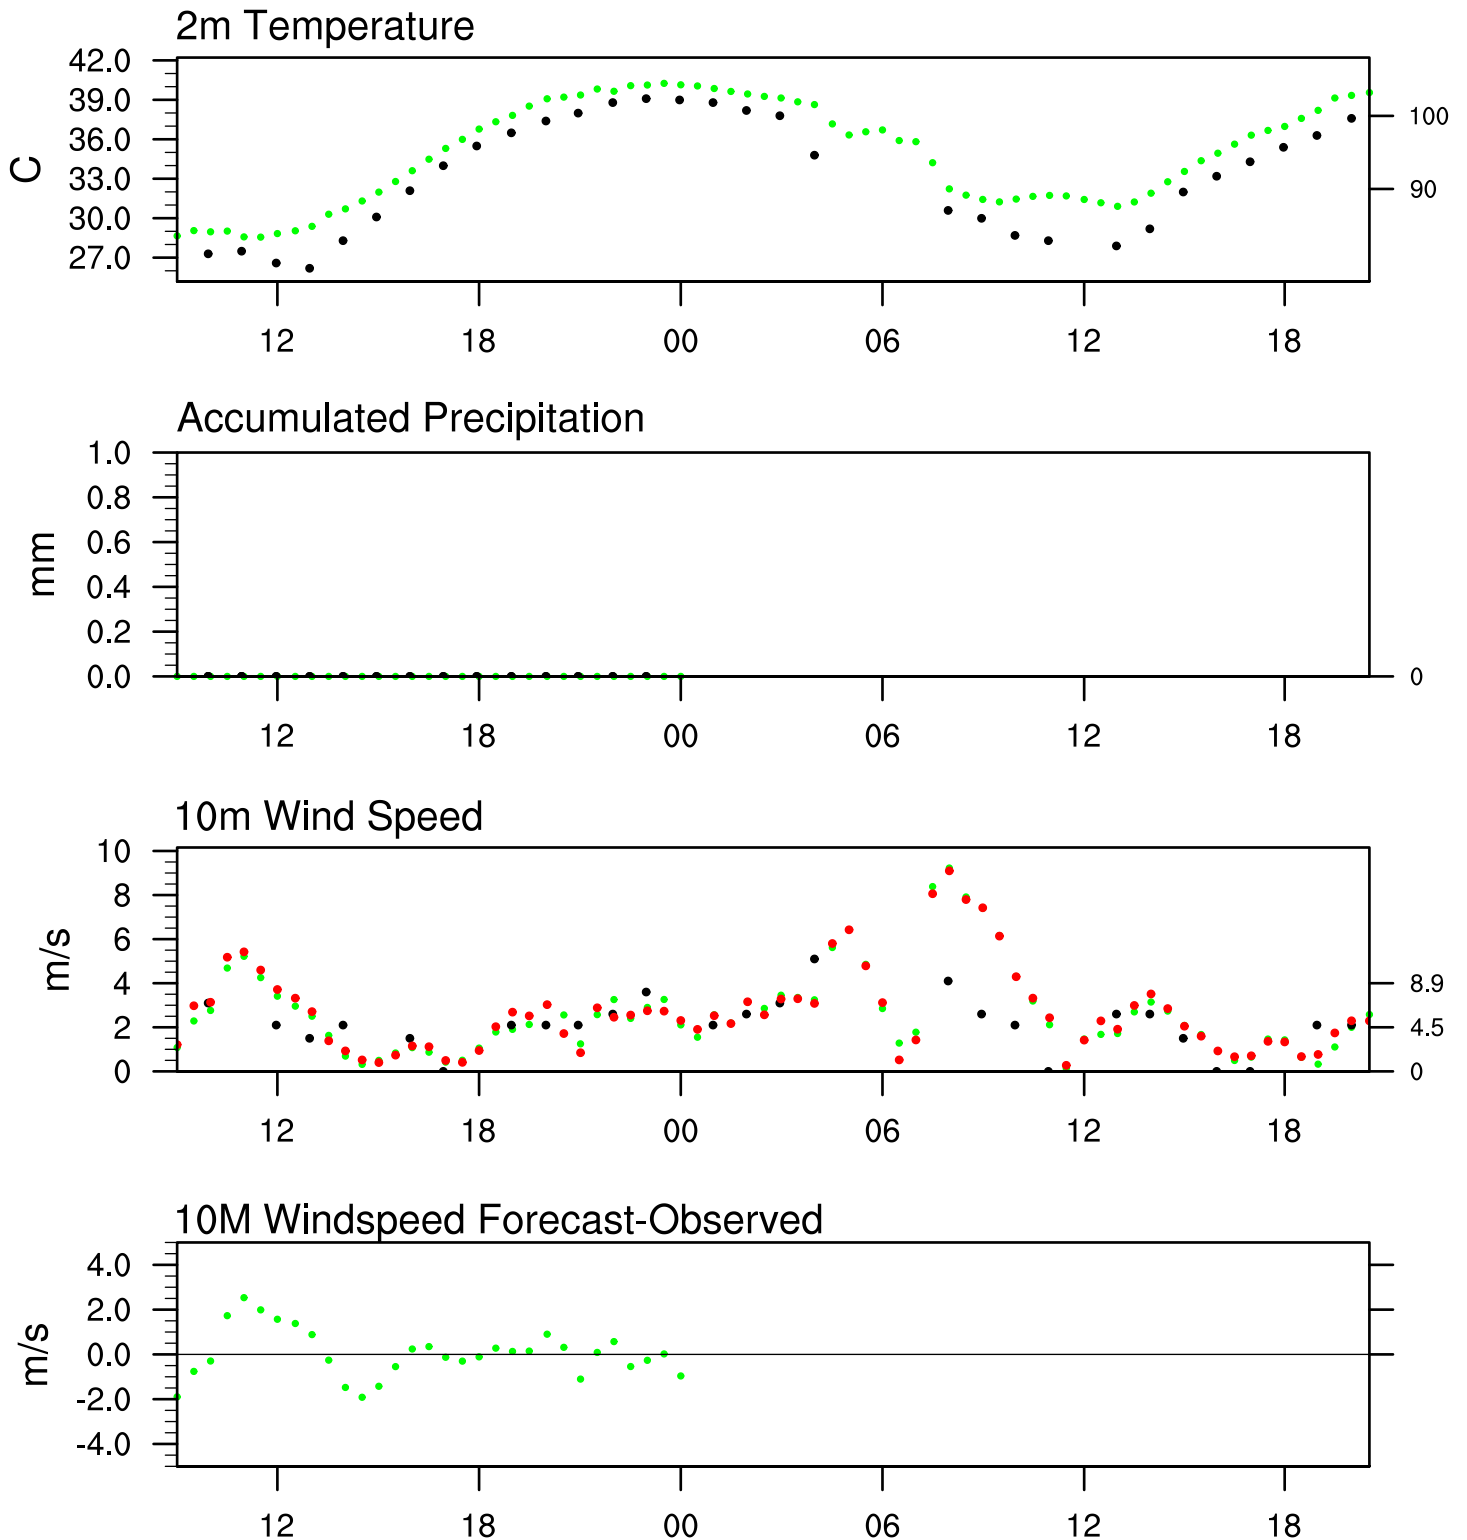 2m Temperature
42.0
39.0
36.0
33.0
30.0
27.0
C
100
90
12 18 00 06 12 18
Accumulated Precipitation
1.0
0.8
0.6
0.4
0.2
0.0
mm
0
12 18 00 06 12 18
10m Wind Speed
10
8
6
4
2
0
m/s
8.9
4.5
0
12 18 00 06 12 18
10M Windspeed Forecast-Observed
4.0
2.0
0.0
-2.0
-4.0
m/s
12 18 00 06 12 18